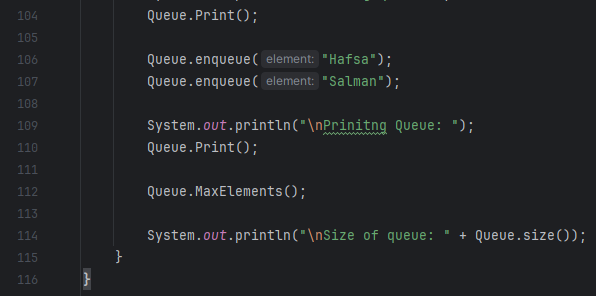 104 Queue.Print();
105
106 Queue.enqueue( element: "Hafsa");
107 Queue.enqueue( element: "Salman");
108
109 System.out.println("\nPrinitng Queue: ");
110 Queue.Print();
111
112 Queue.MaxElements();
113
114 System.out.println("\nSize of queue: " + Queue.size());
115 }
116 }